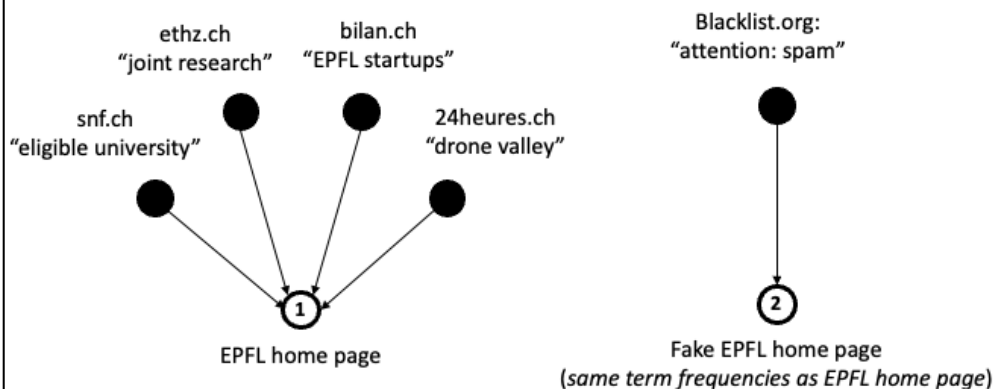 ethz.ch
“joint research”
bilan.ch
“EPFL startups”
Blacklist.org:
“attention: spam”
snf.ch
“eligible university”
24heures.ch
“drone valley”
1
EPFL home page
2
Fake EPFL home page
(same term frequencies as EPFL home page)